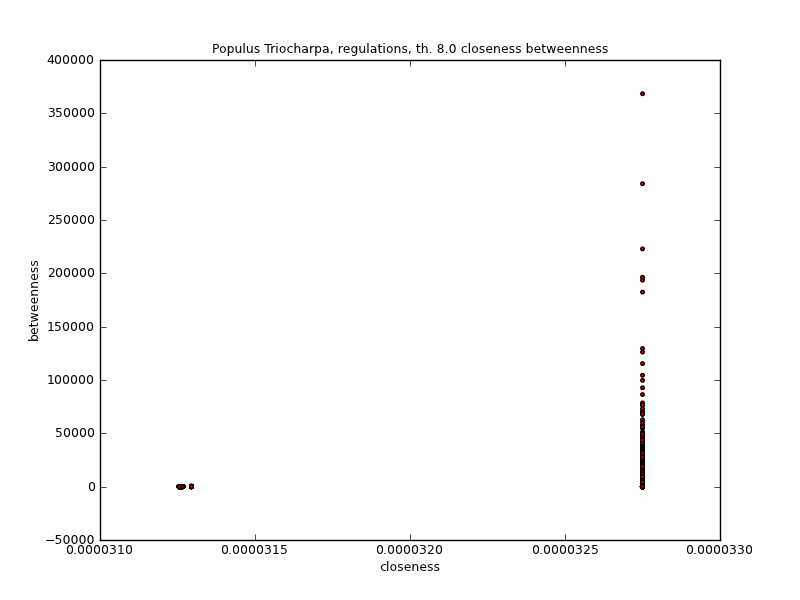 Populus Triocharpa, regulations, th. 8.0 closeness betweenness
400000
350000
300000
250000
200000
150000
100000
50000
0
−50000
0.0000310 0.0000315 0.0000320 0.0000325 0.0000330
closeness
betweenness